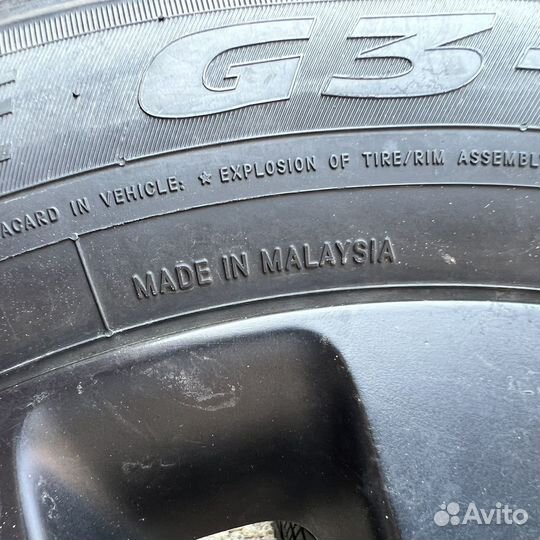 G3
ACARD IN VEHICLE: ☆ EXPLOSION OF TIRE/RIM ASSEMBL
MADE IN MALAYSIA
Avito